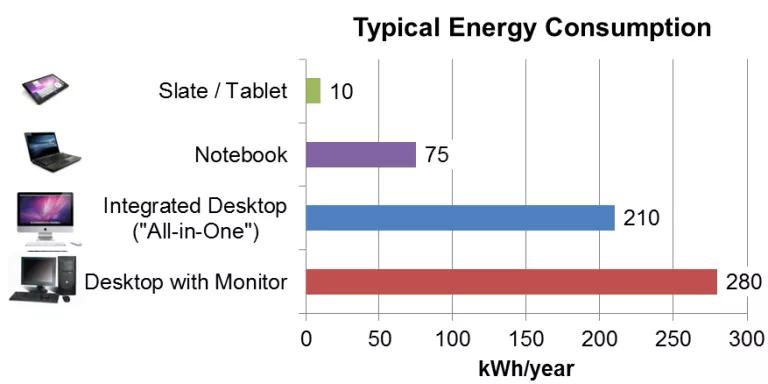 Typical Energy Consumption
Slate / Tablet
10
Notebook
75
Integrated Desktop
("All-in-One")
210
Desktop with Monitor
280
0 50 100 150 200 250 300
kWh/year